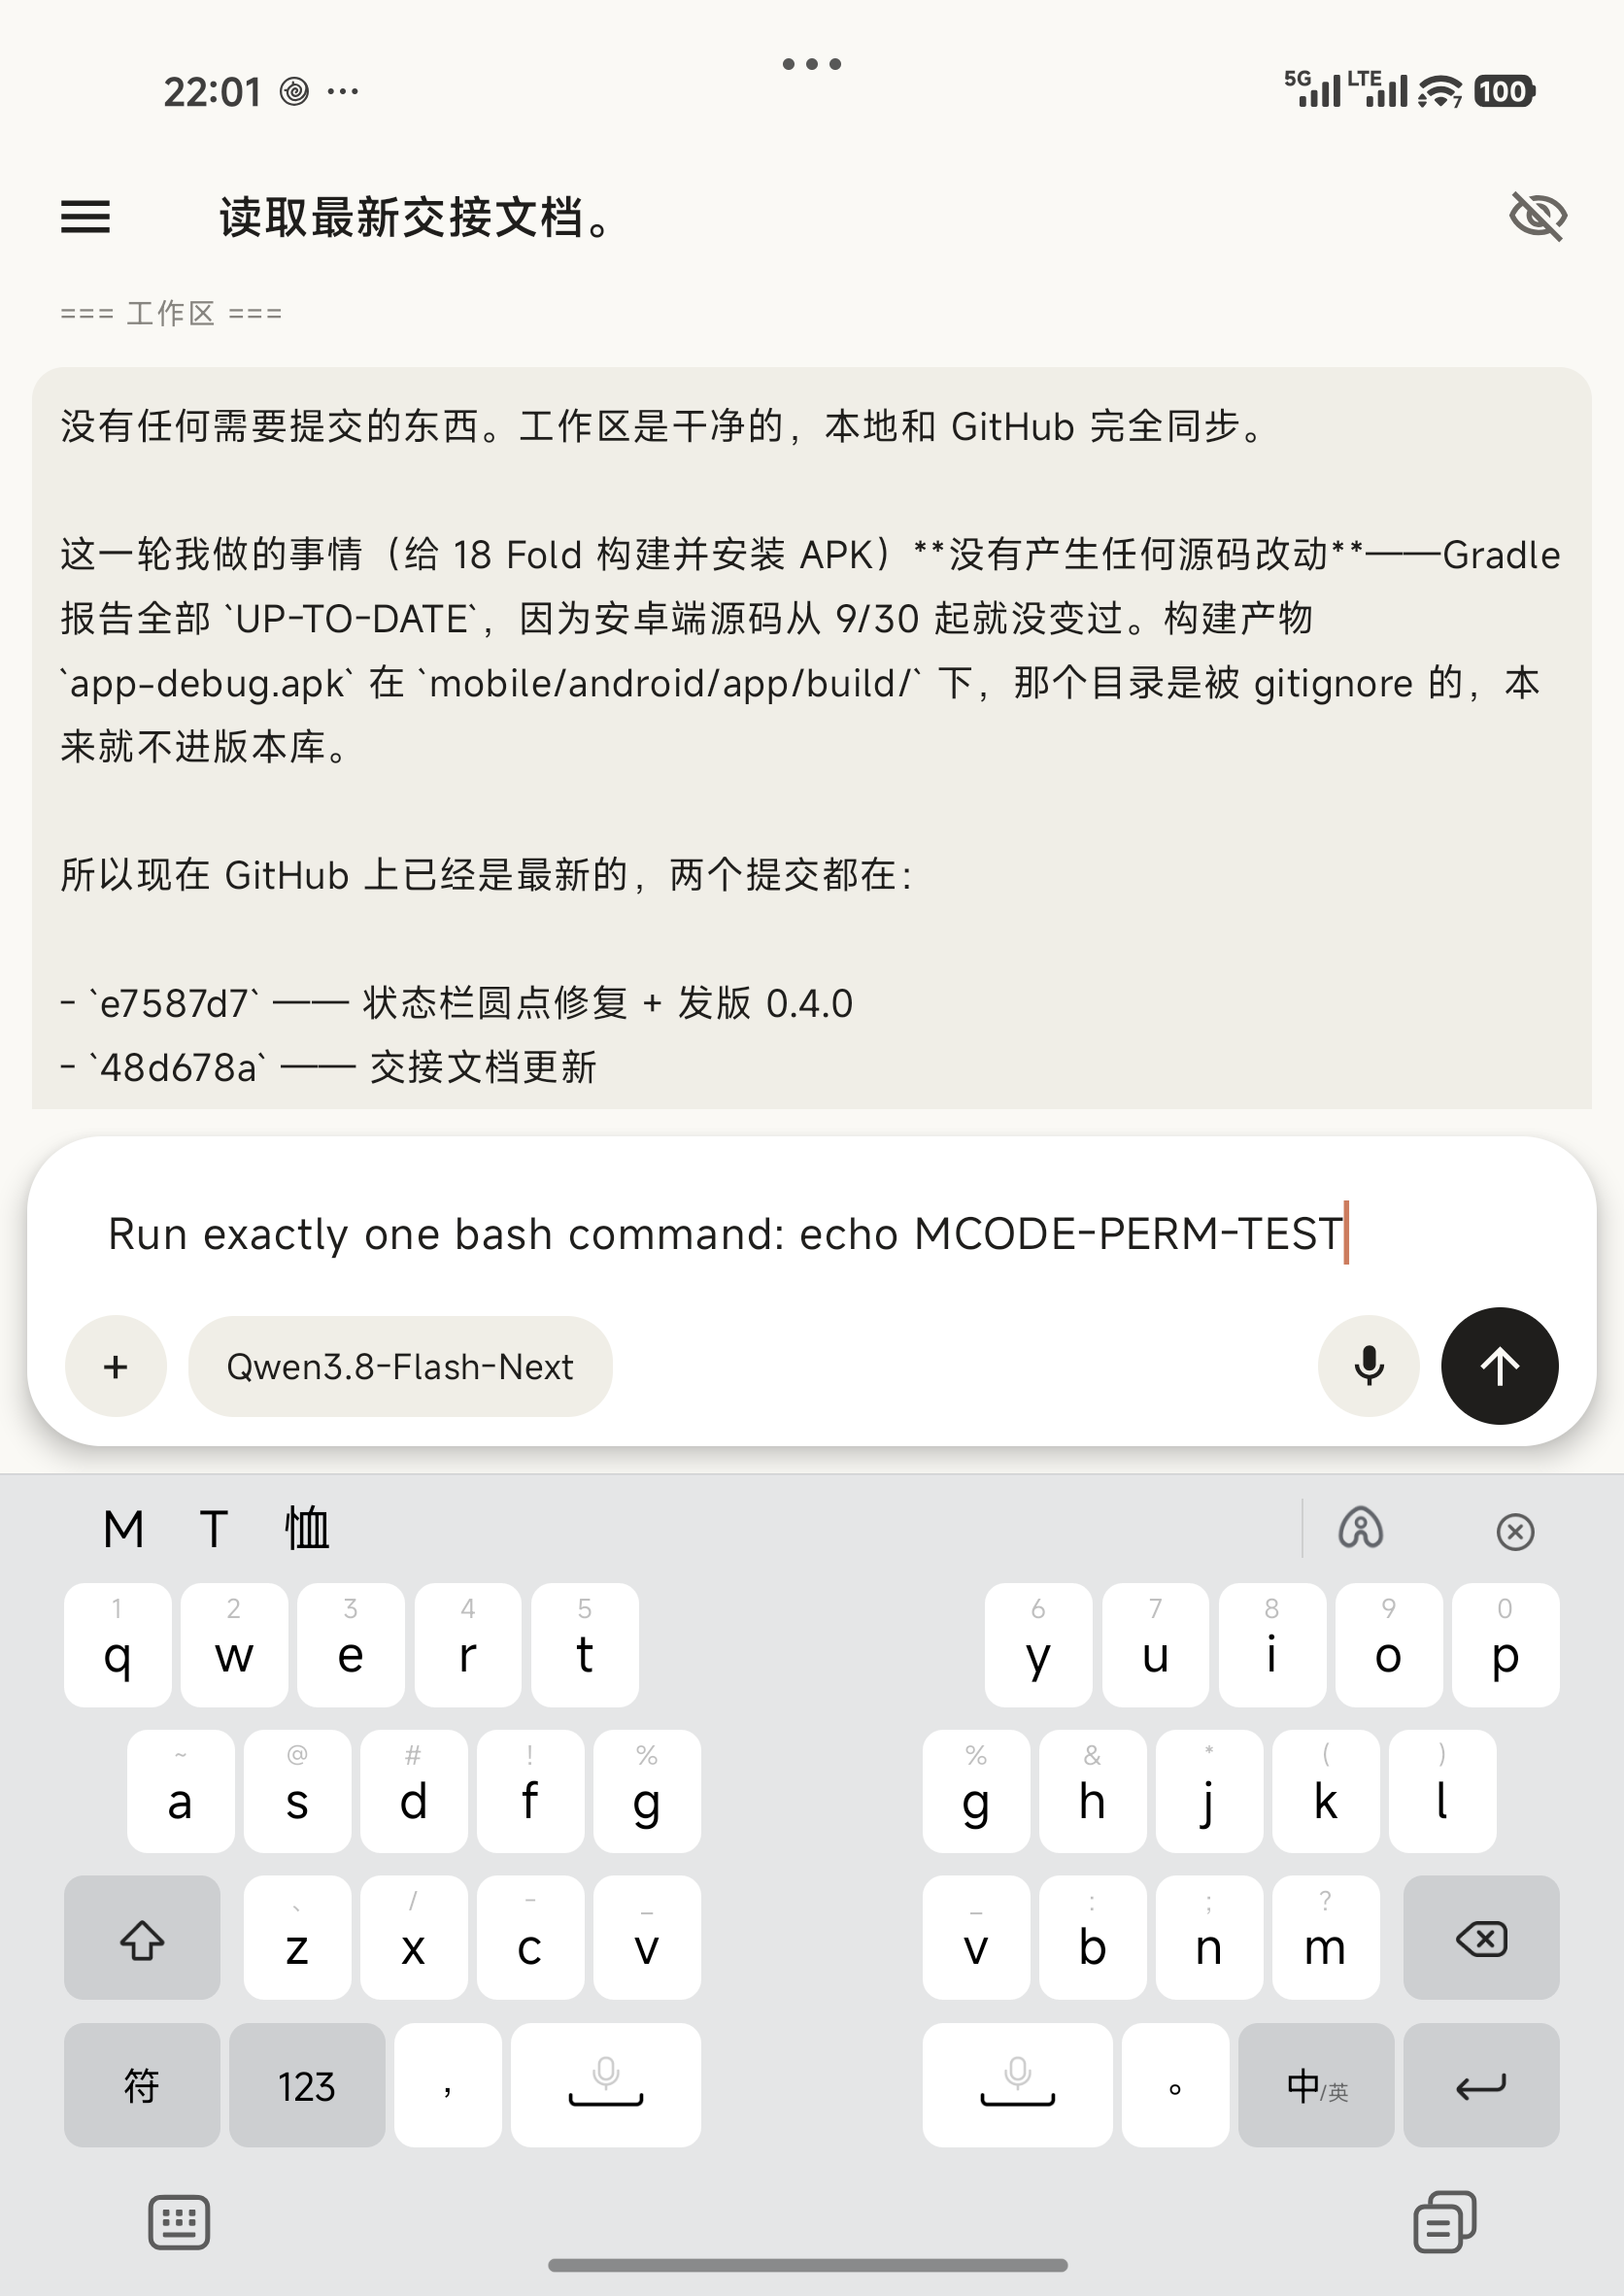 22:01 ...
5G LTE 7 100
读取最新交接文档。
=== 工作区 ===
没有任何需要提交的东西。工作区是干净的，本地和 GitHub 完全同步。
这一轮我做的事情（给 18 Fold 构建并安装 APK）**没有产生任何源码改动**——Gradle
报告全部 `UP-TO-DATE`，因为安卓端源码从 9/30 起就没变过。构建产物
`app-debug.apk` 在 `mobile/android/app/build/` 下，那个目录是被 gitignore 的，本
来就不进版本库。
所以现在 GitHub 上已经是最新的，两个提交都在：
- `e7587d7` —— 状态栏圆点修复 + 发版 0.4.0
- `48d678a` —— 交接文档更新
Run exactly one bash command: echo MCODE-PERM-TEST
+ Qwen3.8-Flash-Next
M T 恤
1 2 3 4 5 6 7 8 9 0
q w e r t y u i o p
~ @ # ! % % & * ( )
a s d f g g h j k l
、 / - _ _ : ; ?
z x c v v b n m
符 123 , 。 中/英